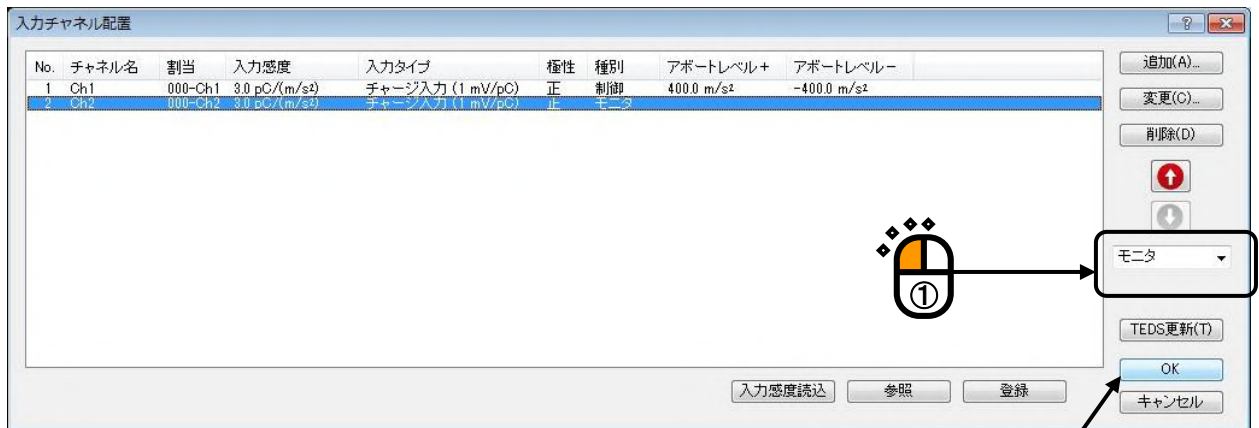 入力チャネル配置
No. チャネル名 割当 入力感度 入力タイプ 極性 種別 アボートレベル+ アボートレベル-
1 Ch1 000-Ch1 3.0 pC/(m/s²) チャージ入力 (1 mV/pC) 正 制御 400.0 m/s² -400.0 m/s²
2 Ch2 000-Ch2 3.0 pC/(m/s²) チャージ入力 (1 mV/pC) 正 モニタ
追加(A)...
変更(C)...
削除(D)
モニタ
①
TEDS更新(T)
OK
キャンセル
入力感度読込 参照 登録